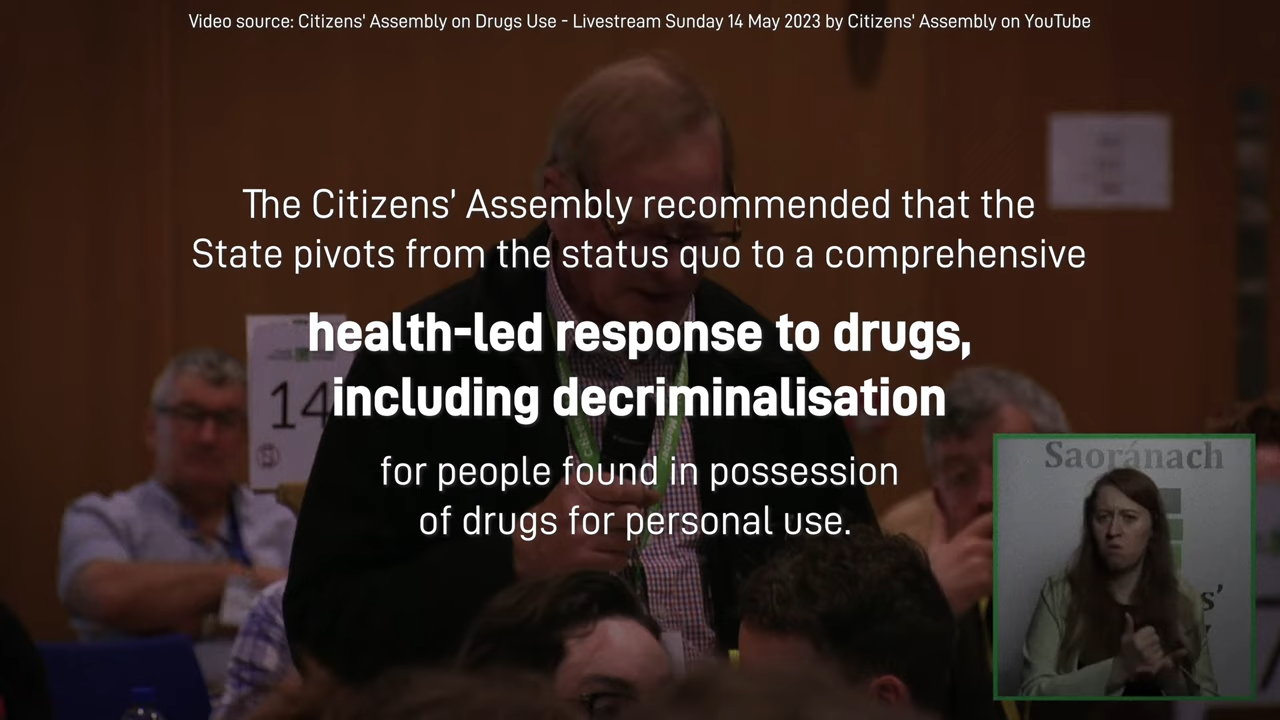 Video source: Citizens' Assembly on Drugs Use - Livestream Sunday 14 May 2023 by Citizens' Assembly on YouTube
The Citizens' Assembly recommended that the
State pivots from the status quo to a comprehensive
health-led response to drugs,
including decriminalisation
for people found in possession
of drugs for personal use.
14
Saoránach